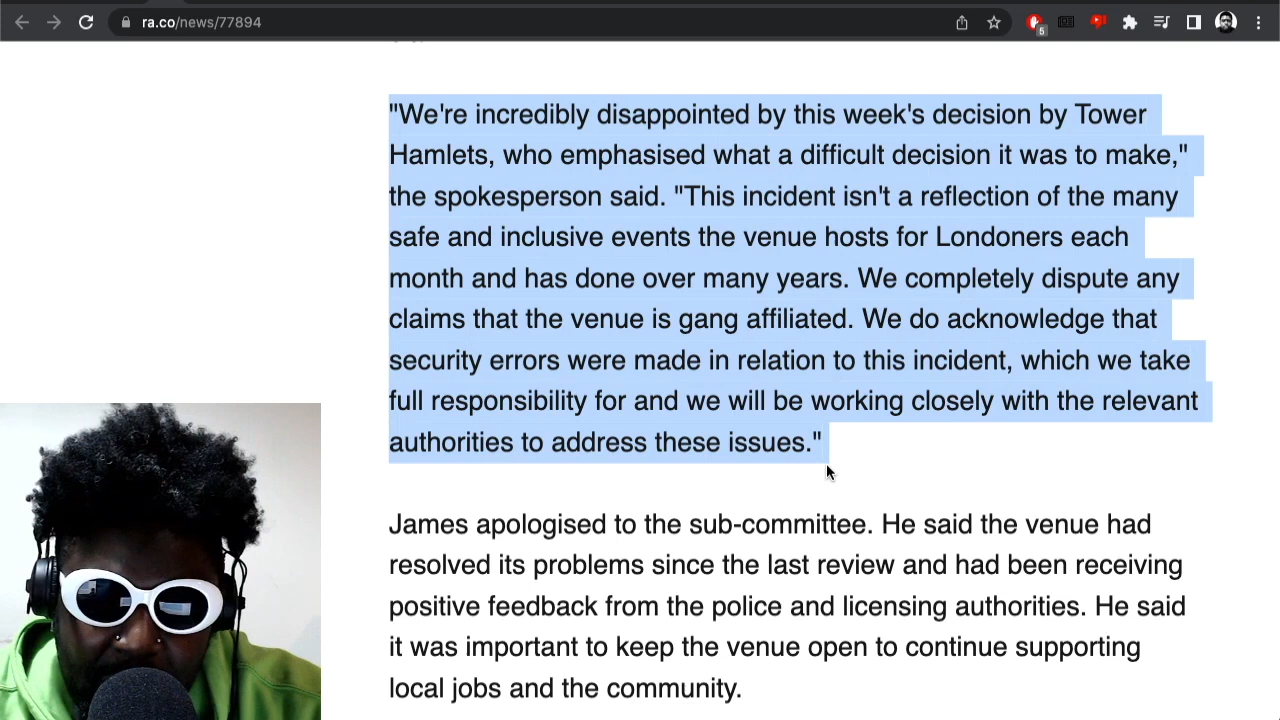 ra.co/news/77894
5
"We're incredibly disappointed by this week's decision by Tower
Hamlets, who emphasised what a difficult decision it was to make,"
the spokesperson said. "This incident isn't a reflection of the many
safe and inclusive events the venue hosts for Londoners each
month and has done over many years. We completely dispute any
claims that the venue is gang affiliated. We do acknowledge that
security errors were made in relation to this incident, which we take
full responsibility for and we will be working closely with the relevant
authorities to address these issues."
James apologised to the sub-committee. He said the venue had
resolved its problems since the last review and had been receiving
positive feedback from the police and licensing authorities. He said
it was important to keep the venue open to continue supporting
local jobs and the community.